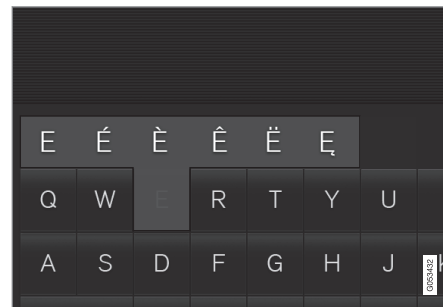 E É È Ê Ë Ę
Q W E R T Y U
A S D F G H J K
G053432